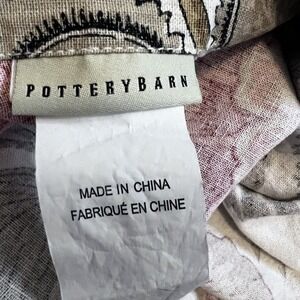 POTTERYBARN
MADE IN CHINA
FABRIQUÉ EN CHINE